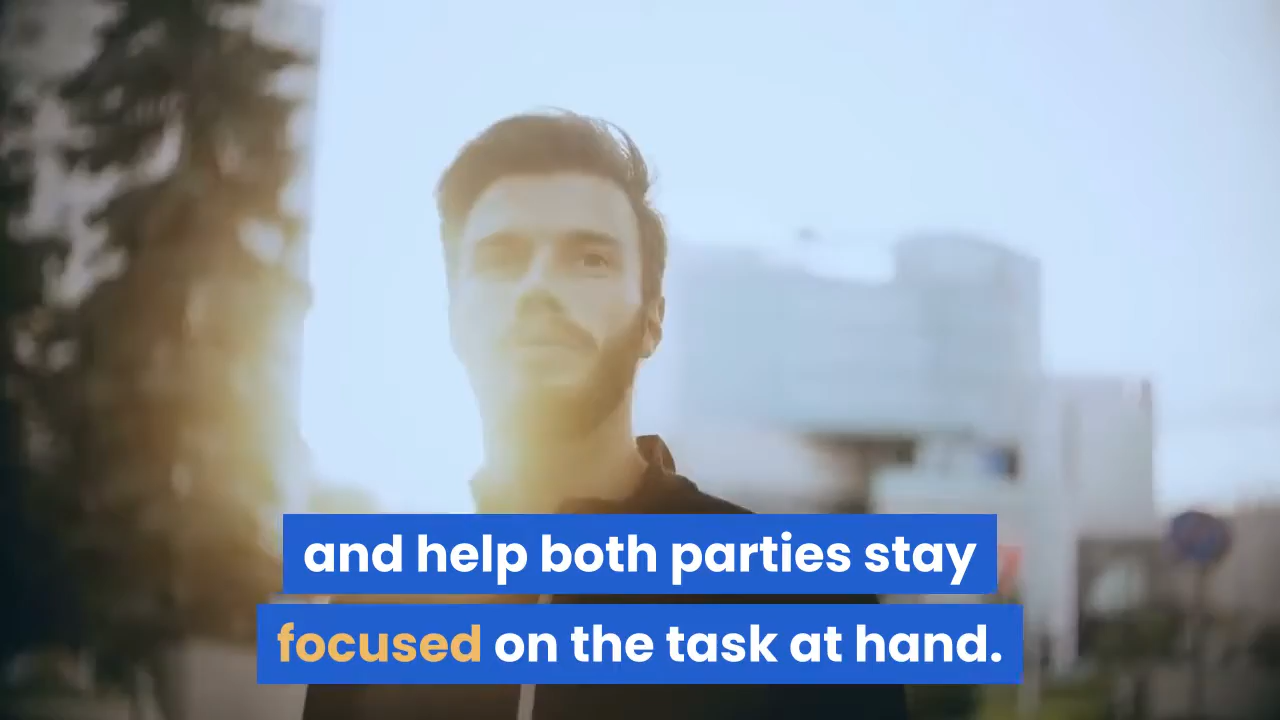 and help both parties stay
focused on the task at hand.